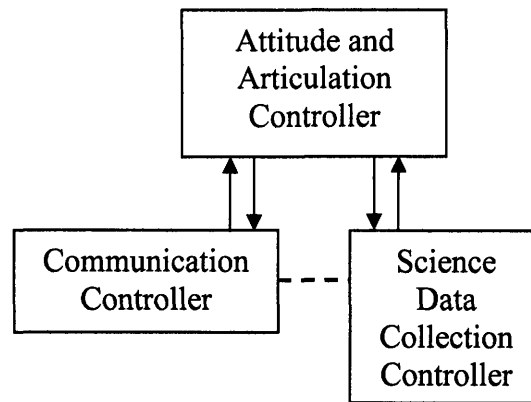 Attitude and
Articulation
Controller
Communication
Controller
Science
Data
Collection
Controller